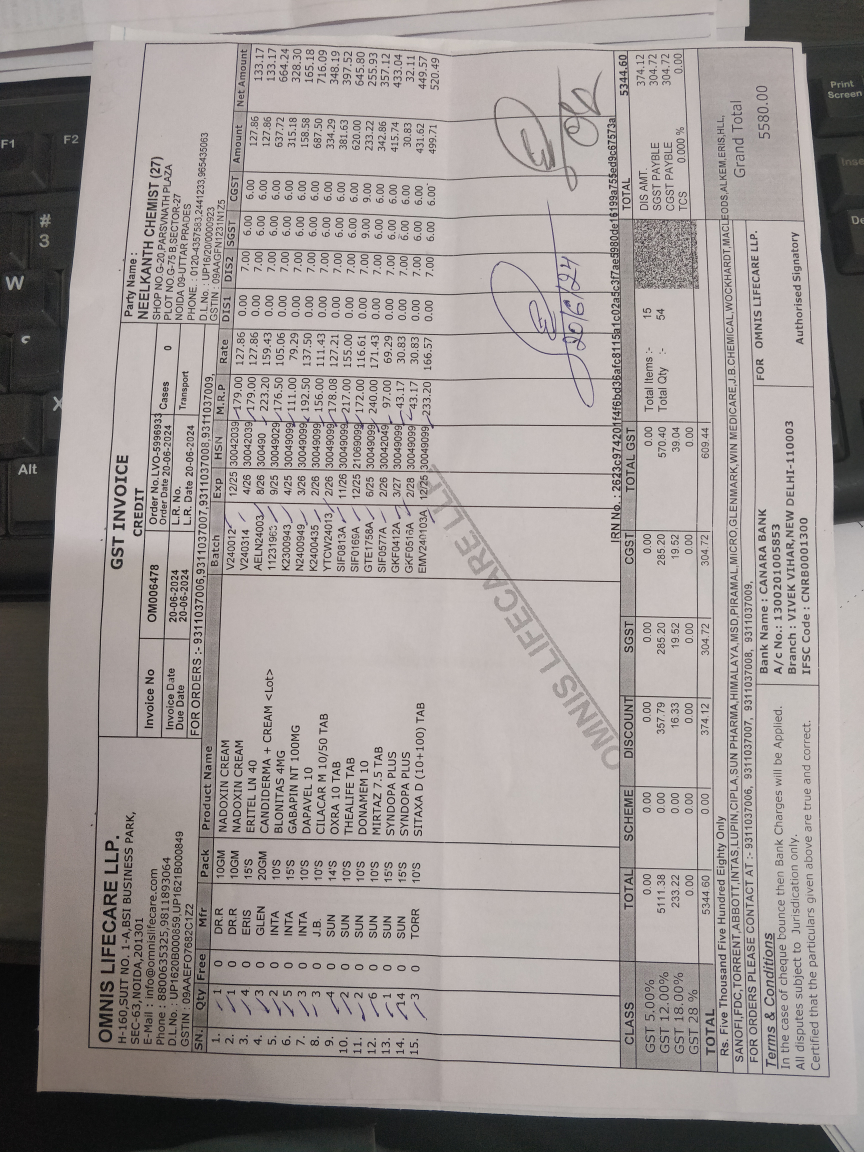 OMNIS LIFECARE LLP.
H-160,SUIT NO. 1-A,BSI BUSINESS PARK,
SEC-63,NOIDA,201301
E-Mail : info@omnislifecare.com
Phone : 8800635325,9811893064
D.L.No. : UP1620B000859,UP1621B000849
GSTIN : 09AAEFO7682C1Z2
GST INVOICE
CREDIT
Invoice No OM006478 Order No. LVO-5996933
Order Date 20-06-2024 Cases 0
Invoice Date 20-06-2024 L.R. No. Transport
Due Date 20-06-2024 L.R. Date 20-06-2024
FOR ORDERS :- 9311037006,9311037007,9311037008,9311037009,
Party Name :
NEELKANTH CHEMIST (27)
SHOP NO G-20,PARSVNATH PLAZA
PLOT NO G-75 B,SECTOR-27
NOIDA 09-UTTAR PRADES
PHONE : 0120-4357583,2441233,965435063
D.L.No. : UP16/20/0000923,
GSTIN : 09AAGFN1231N1Z5
SN. Qty Free Mfr Pack Product Name Batch Exp HSN M.R.P Rate DIS1 DIS2 SGST CGST Amount Net Amount
1. 1 0 DR.R 10GM NADOXIN CREAM V240012 12/25 30042039 179.00 127.86 0.00 7.00 6.00 6.00 127.86 133.17
2. 1 0 DR.R 10GM NADOXIN CREAM V240314 4/26 30042039 179.00 127.86 0.00 7.00 6.00 6.00 127.86 133.17
3. 4 0 ERIS 15'S ERITEL LN 40 AELN24003 8/26 300490 223.20 159.43 0.00 7.00 6.00 6.00 637.72 664.24
4. 3 0 GLEN 20GM CANDIDERMA + CREAM <Lot> 9/25 30049029 176.50 105.06 0.00 7.00 6.00 6.00 315.18 328.30
5. 2 0 INTA 10'S BLONITAS 4MG K2300943 4/25 30049099 111.00 79.29 0.00 7.00 6.00 6.00 158.58 165.18
6. 5 0 INTA 15'S GABAPIN NT 100MG N2400949 3/26 30049099 192.50 137.50 0.00 7.00 6.00 6.00 687.50 716.09
7. 3 0 INTA 10'S DAPAVEL 10 K2400435 2/26 30049099 156.00 111.43 0.00 7.00 6.00 6.00 334.29 348.19
8. 3 0 J.B. 10'S CILACAR M 10/50 TAB YTCW24013 2/26 30049099 178.08 127.21 0.00 7.00 6.00 6.00 381.63 397.52
9. 4 0 SUN 14'S OXRA 10 TAB SIF0813A 11/26 30049099 217.00 155.00 0.00 7.00 6.00 6.00 620.00 645.80
10. 2 0 SUN 10'S THEALIFE TAB SIF0169A 12/25 21069099 172.00 116.61 0.00 7.00 9.00 9.00 233.22 255.93
11. 2 0 SUN 10'S DONAMEM 10 GTE1758A 6/25 30049099 240.00 171.43 0.00 7.00 6.00 6.00 342.86 357.12
12. 6 0 SUN 10'S MIRTAZ 7.5 TAB SIF0577A 2/26 30042049 97.00 69.29 0.00 7.00 6.00 6.00 415.74 433.04
13. 1 0 SUN 15'S SYNDOPA PLUS GKF0412A 3/27 30049099 43.17 30.83 0.00 7.00 6.00 6.00 30.83 32.11
14. 14 0 SUN 15'S SYNDOPA PLUS GKF0516A 2/28 30049099 43.17 30.83 0.00 7.00 6.00 6.00 431.62 449.57
15. 3 0 TORR 10'S SITAXA D (10+100) TAB EMV240103A 12/25 30049099 233.20 166.57 0.00 7.00 6.00 6.00 499.71 520.49
OMNIS LIFECARE LLP
20/6/24
IRN No. : 2623c974201f4f6bd36afc8115a1c02a5c3f7ae5980de16199a755ed9c67573a
CLASS TOTAL SCHEME DISCOUNT SGST CGST TOTAL GST
GST 5.00% 0.00 0.00 0.00 0.00 0.00 0.00
GST 12.00% 5111.38 0.00 357.79 285.20 285.20 570.40
GST 18.00% 233.22 0.00 16.33 19.52 19.52 39.04
GST 28 % 0.00 0.00 0.00 0.00 0.00 0.00
TOTAL 5344.60 0.00 374.12 304.72 304.72 609.44
Total Items :- 15
Total Qty :- 54
TOTAL 5344.60
DIS AMT. 374.12
SGST PAYBLE 304.72
CGST PAYBLE 304.72
TCS 0.000 % 0.00
Rs. Five Thousand Five Hundred Eighty Only
Grand Total
5580.00
SANOFI,FDC,TORRENT,ABBOTT,INTAS,LUPIN,CIPLA,SUN PHARMA,HIMALAYA,MSD,PIRAMAL,MICRO,GLENMARK,WIN MEDICARE,J.B.CHEMICAL,WOCKHARDT,MACLEODS,ALKEM,ERIS,HLL,
FOR ORDERS PLEASE CONTACT AT :- 9311037006, 9311037007, 9311037008, 9311037009,
Terms & Conditions
In the case of cheque bounce then Bank Charges will be Applied.
All disputes subject to Jurisdication only.
Certified that the particulars given above are true and correct.
Bank Name : CANARA BANK
A/c No.: 1300201005853
Branch : VIVEK VIHAR,NEW DELHI-110003
IFSC Code : CNRB0001300
FOR OMNIS LIFECARE LLP.
Authorised Signatory
F1
F2
#
3
W
X
Alt
Print
Screen